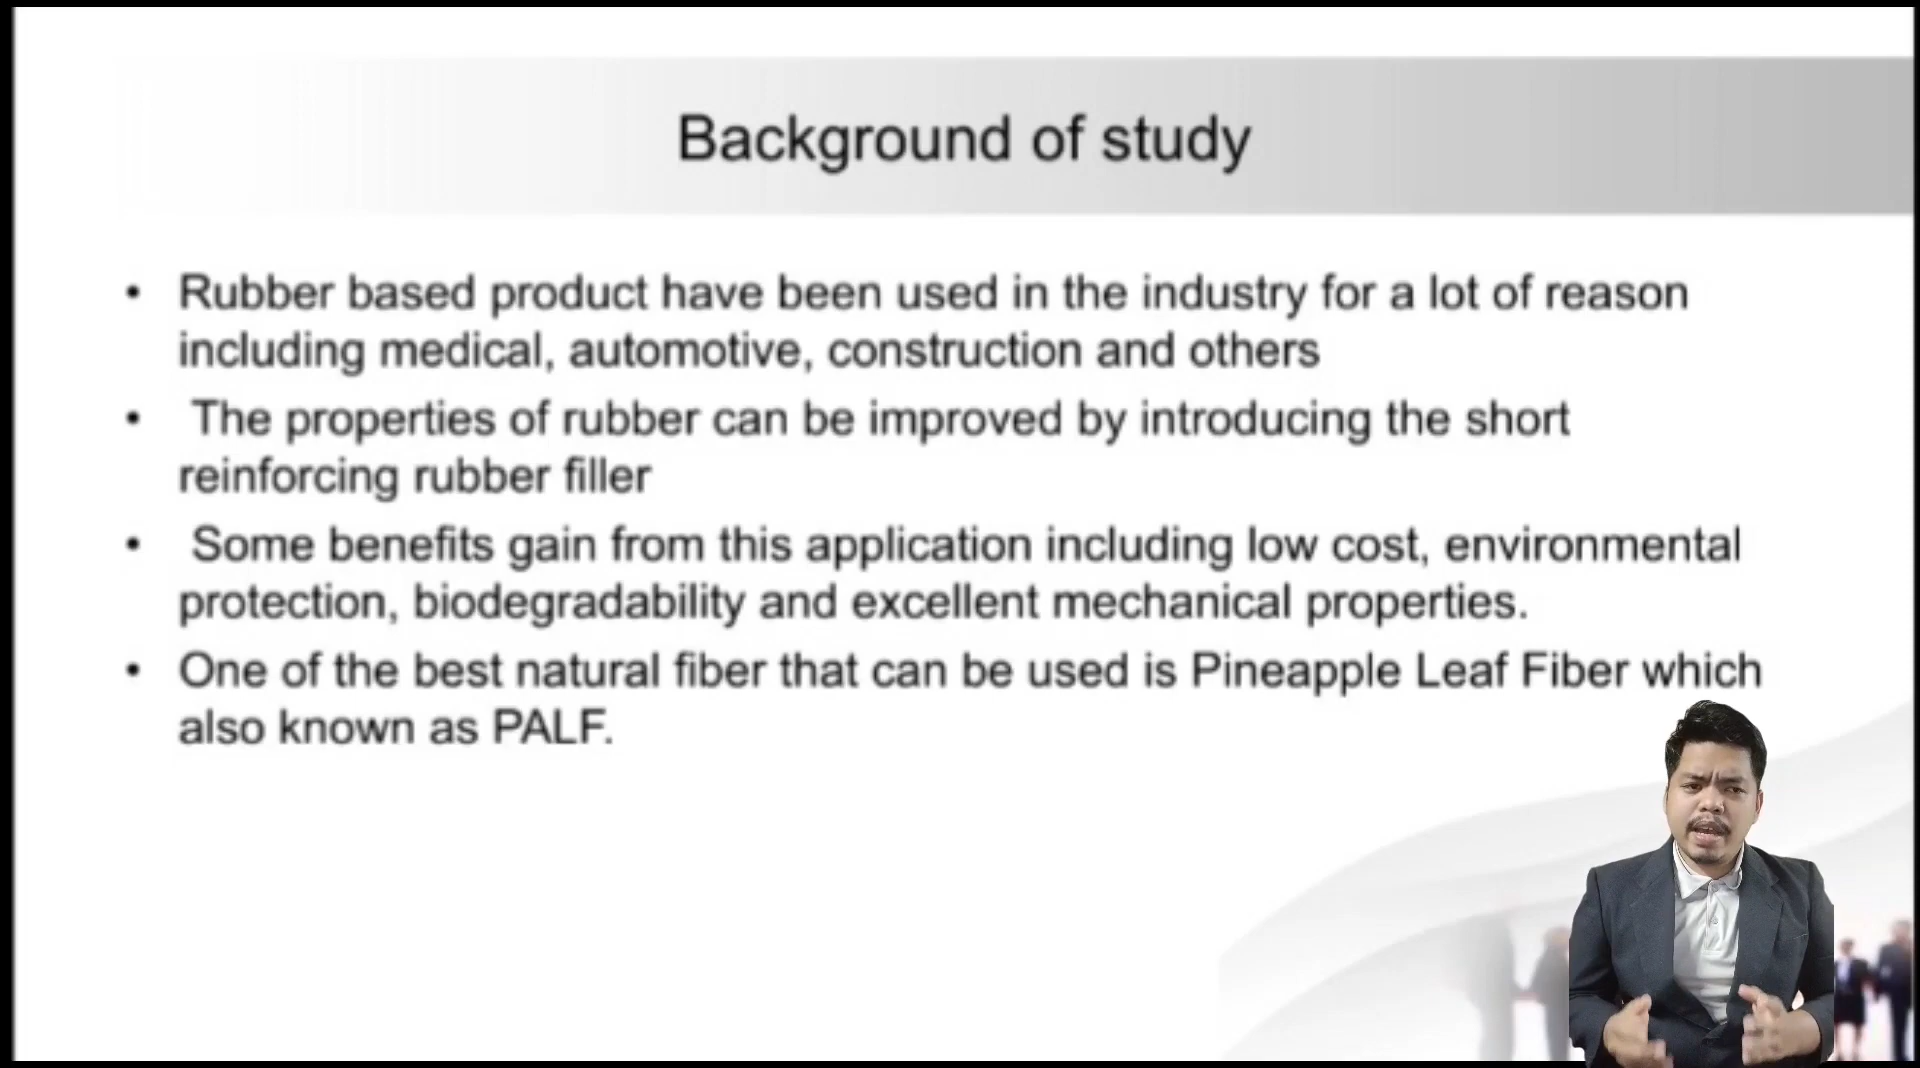 Background of study
• Rubber based product have been used in the industry for a lot of reason
including medical, automotive, construction and others
• The properties of rubber can be improved by introducing the short
reinforcing rubber filler
• Some benefits gain from this application including low cost, environmental
protection, biodegradability and excellent mechanical properties.
• One of the best natural fiber that can be used is Pineapple Leaf Fiber which
also known as PALF.